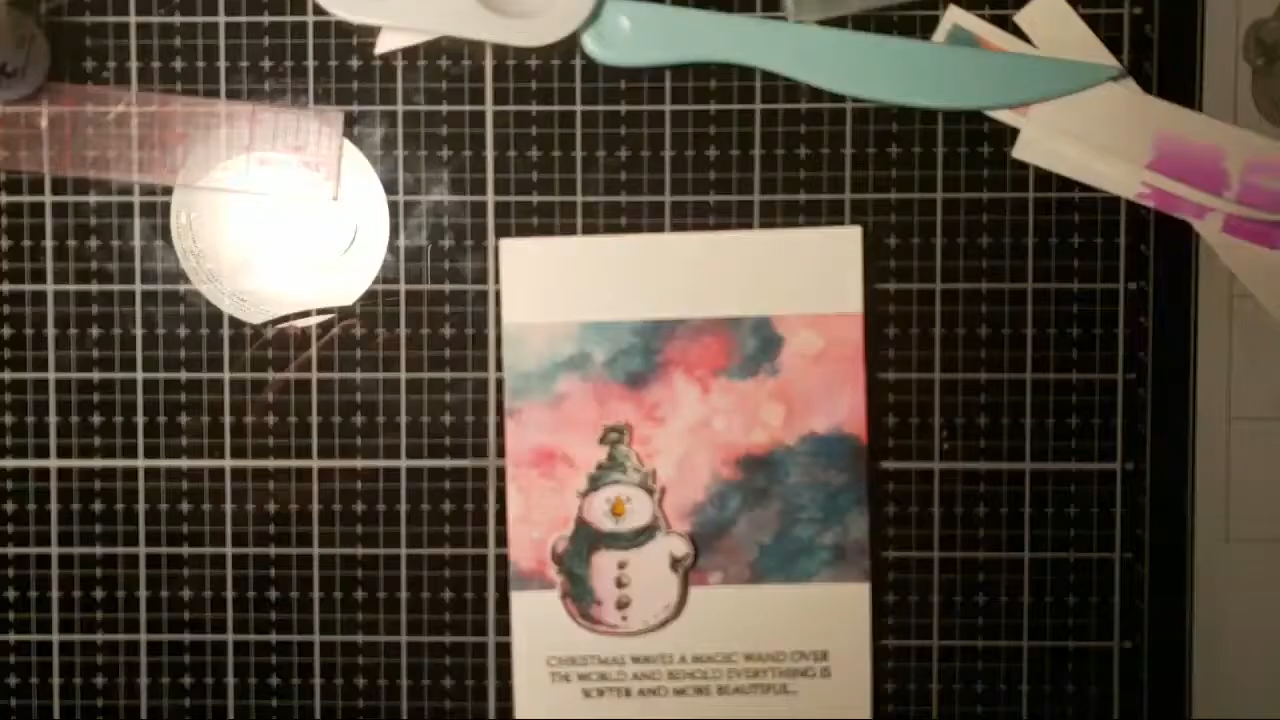 CHRISTMAS WAVES A MAGIC WAND OVER
THE WORLD AND BEHOLD EVERYTHING IS
SOFTER AND MORE BEAUTIFUL...